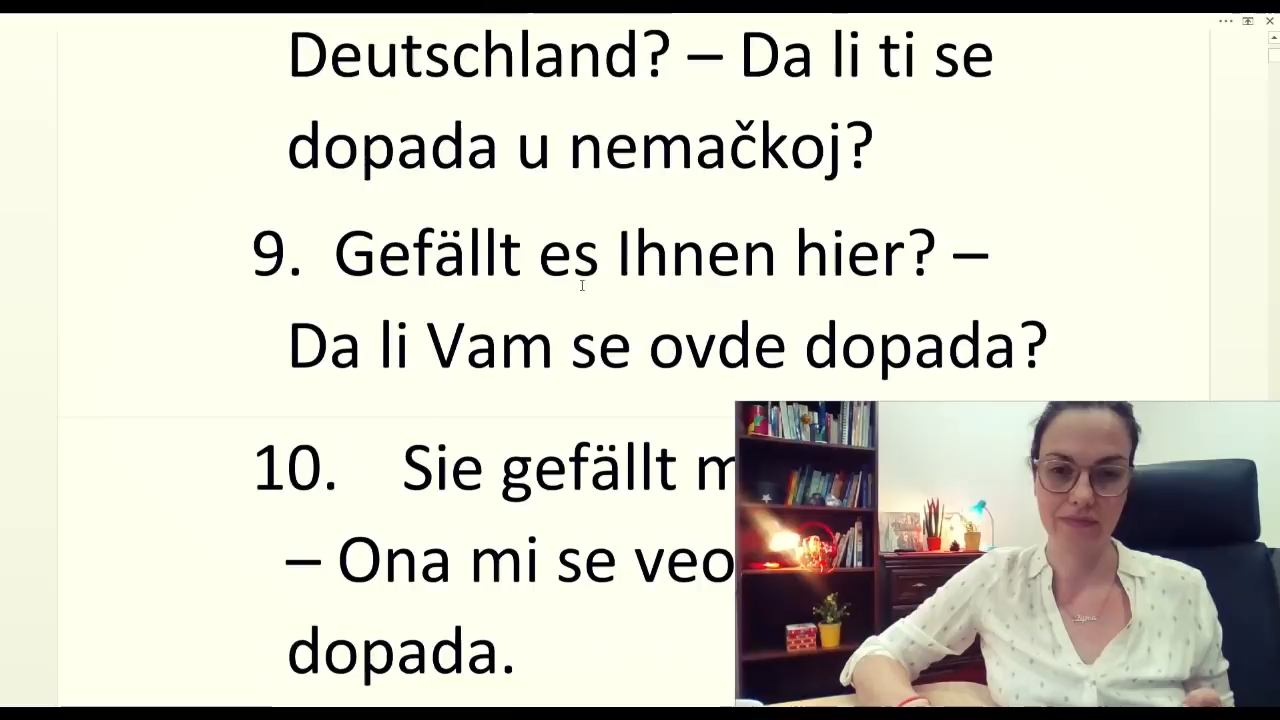 Deutschland? – Da li ti se
dopada u nemačkoj?
9. Gefällt es Ihnen hier? –
Da li Vam se ovde dopada?
10. Sie gefällt
– Ona mi se
dopada.